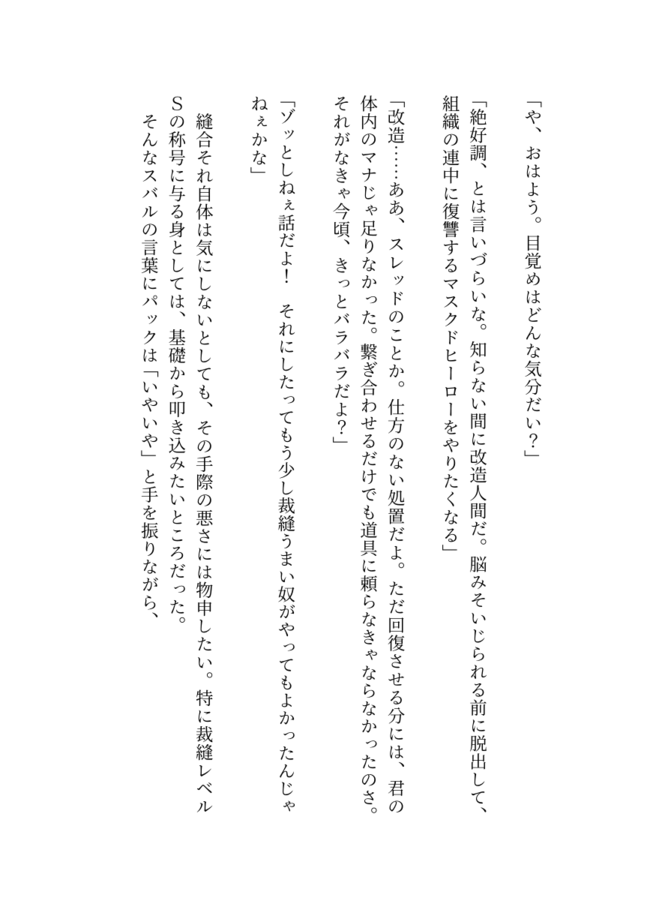 「や、おはよう。目覚めはどんな気分だい？」
「絶好調、とは言いづらいな。知らない間に改造人間だ。脳みそいじられる前に脱出して、
組織の連中に復讐するマスクドヒーローをやりたくなる」
「改造……ああ、スレッドのことか。仕方のない処置だよ。ただ回復させる分には、君の
体内のマナじゃ足りなかった。繋ぎ合わせるだけでも道具に頼らなきゃならなかったのさ。
それがなきゃ今頃、きっとバラバラだよ？」
「ゾッとしねぇ話だよ！　それにしたってもう少し裁縫うまい奴がやってもよかったんじゃ
ねぇかな」
　縫合それ自体は気にしないとしても、その手際の悪さには物申したい。特に裁縫レベル
Ｓの称号に与る身としては、基礎から叩き込みたいところだった。
　そんなスバルの言葉にパックは「いやいや」と手を振りながら、